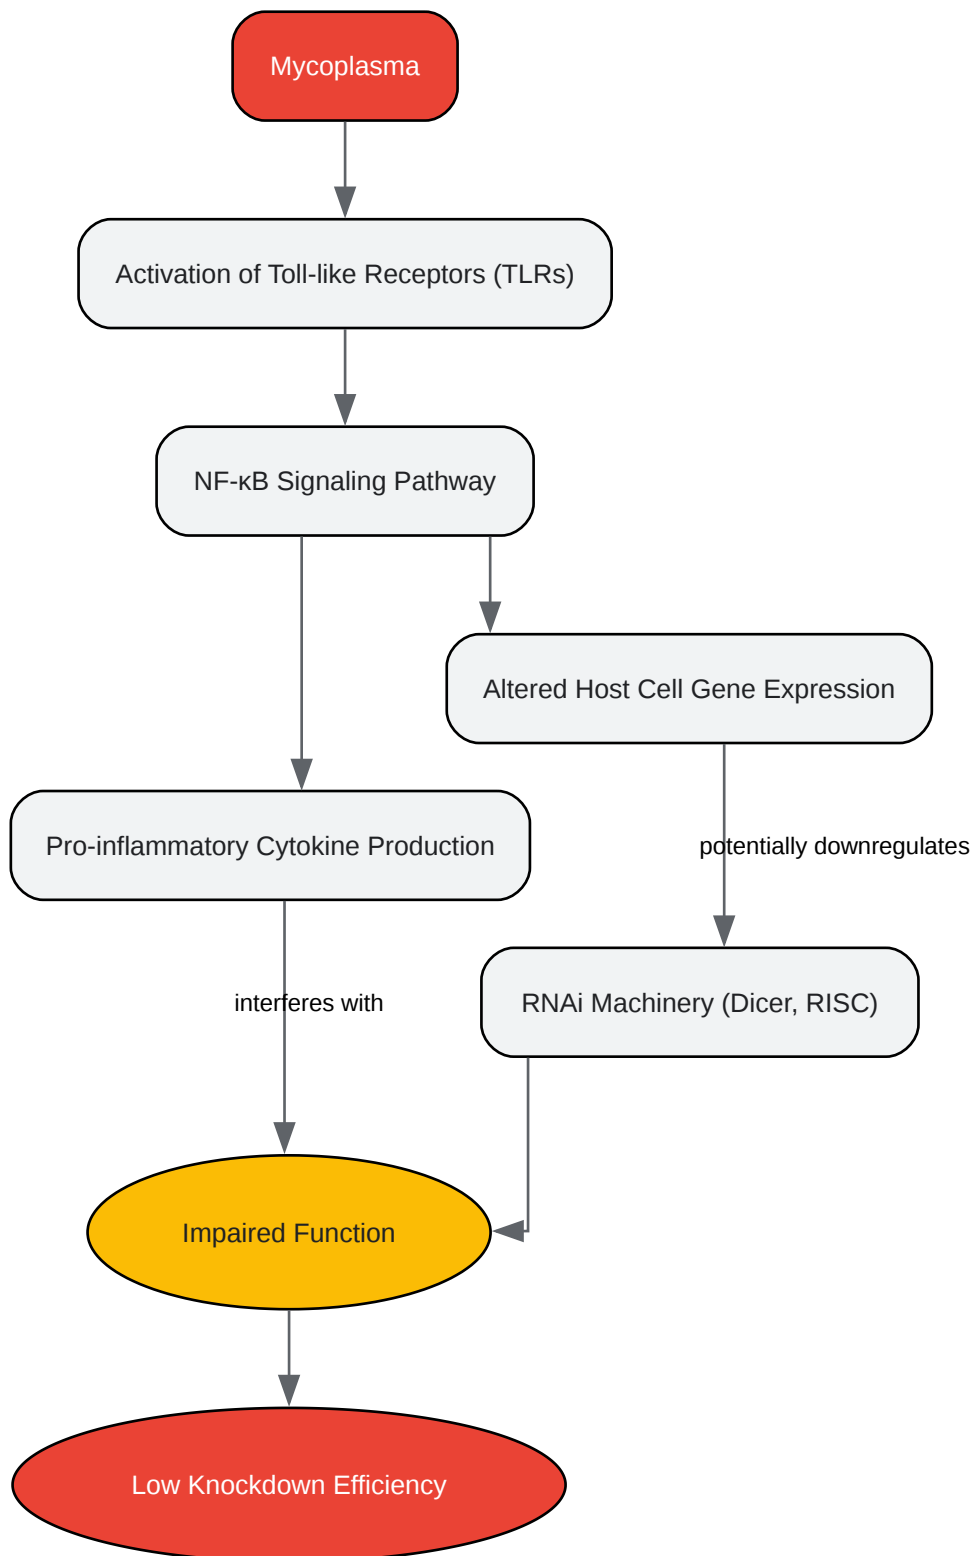 Mycoplasma
Activation of Toll-like Receptors (TLRs)
NF-κB Signaling Pathway
Altered Host Cell Gene Expression
Pro-inflammatory Cytokine Production
potentially downregulates
interferes with
RNAi Machinery (Dicer, RISC)
Impaired Function
Low Knockdown Efficiency